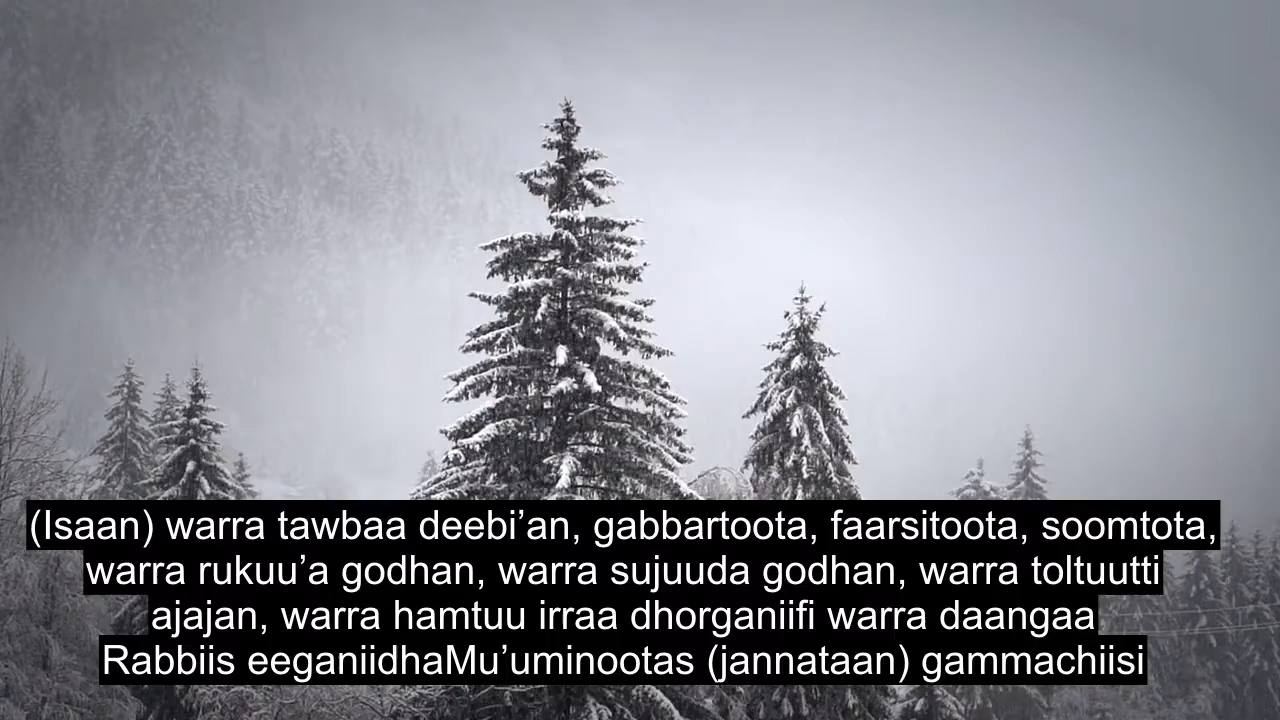 (Isaan) warra tawbaa deebi’an, gabbartoota, faarsitoota, soomtota,
warra rukuu’a godhan, warra sujuuda godhan, warra toltuutti
ajajan, warra hamtuu irraa dhorganiifi warra daangaa
Rabbiis eeganiidhaMu’uminootas (jannataan) gammachiisi